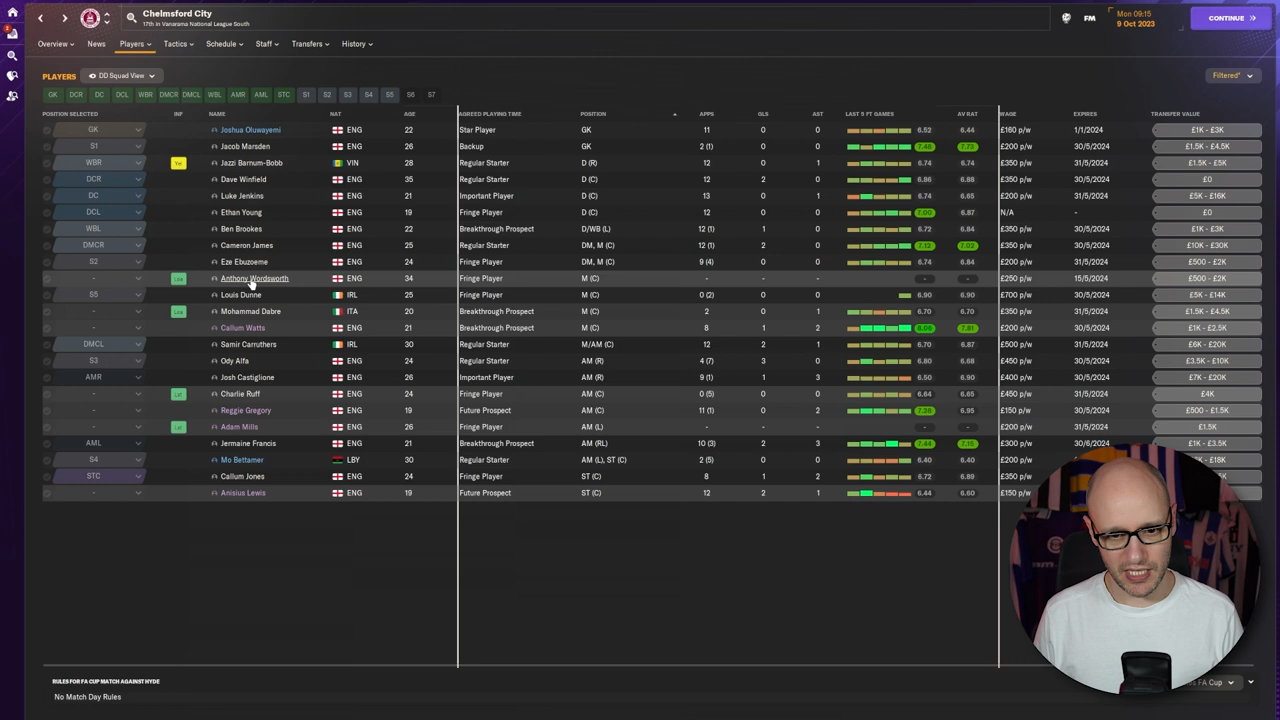 Chelmsford City
17th in Vanarama National League South
FM
Mon 09:15
9 Oct 2023
CONTINUE
Overview
News
Players
Tactics
Schedule
Staff
Transfers
History
PLAYERS
DD Squad View
Filtered*
GK DCR DC DCL WBR DMCR DMCL WBL AMR AML STC S1 S2 S3 S4 S5 S6 S7
POSITION SELECTED INF NAME NAT AGE AGREED PLAYING TIME POSITION APPS GLS AST LAST 5 FT GAMES AV RAT WAGE EXPIRES TRANSFER VALUE
GK Joshua Oluwayemi ENG 22 Star Player GK 11 0 0 6.52 6.44 £160 p/w 1/1/2024 £1K - £3K
S1 Jacob Marsden ENG 26 Backup GK 2 (1) 0 0 7.48 7.73 £200 p/w 30/5/2024 £1.5K - £4.5K
WBR Yel Jazzi Barnum-Bobb VIN 28 Regular Starter D (R) 12 0 1 6.74 6.74 £350 p/w 31/5/2024 £1.5K - £5K
DCR Dave Winfield ENG 35 Regular Starter D (C) 12 2 0 6.86 6.88 £350 p/w 31/5/2024 £0
DC Luke Jenkins ENG 21 Important Player D (C) 13 0 1 6.74 6.65 £200 p/w 31/5/2024 £5K - £16K
DCL Ethan Young ENG 19 Fringe Player D (C) 12 0 0 7.00 6.87 N/A - £0
WBL Ben Brookes ENG 22 Breakthrough Prospect D/WB (L) 12 (1) 0 0 6.72 6.84 £200 p/w 30/5/2024 £1K - £3K
DMCR Cameron James ENG 25 Regular Starter DM, M (C) 12 (1) 2 0 7.12 7.02 £350 p/w 30/5/2024 £10K - £30K
S2 Eze Ebuzoeme ENG 24 Fringe Player DM, M (C) 9 (4) 0 0 6.74 6.84 £200 p/w 30/5/2024 £500 - £2K
- Loa Anthony Wordsworth ENG 34 Fringe Player M (C) - - - - - £250 p/w 15/5/2024 £500 - £2K
S5 Louis Dunne IRL 25 Fringe Player M (C) 0 (2) 0 0 6.90 6.90 £700 p/w 30/5/2024 £5K - £14K
- Loa Mohammad Dabre ITA 20 Breakthrough Prospect M (C) 2 0 1 6.70 6.70 £350 p/w 30/5/2024 £1.5K - £4.5K
- Callum Watts ENG 21 Breakthrough Prospect M (C) 8 1 2 8.06 7.81 £200 p/w 30/5/2024 £1K - £2.5K
DMCL Samir Carruthers IRL 30 Regular Starter M/AM (C) 12 2 1 6.70 6.87 £500 p/w 31/5/2024 £6K - £20K
S3 Ody Alfa ENG 24 Regular Starter AM (R) 4 (7) 3 0 6.80 6.68 £450 p/w 31/5/2024 £3.5K - £10K
AMR Josh Castiglione ENG 26 Important Player AM (R) 9 (1) 1 3 6.50 6.90 £400 p/w 30/5/2024 £7K - £20K
- Charlie Ruff ENG 24 Fringe Player AM (C) 0 (5) 0 0 6.64 6.65 £450 p/w 31/5/2024 £4K
- Reggie Gregory ENG 19 Future Prospect AM (C) 11 (1) 0 2 7.28 6.95 £150 p/w 30/5/2024 £500 - £1.5K
- Adam Mills ENG 26 Fringe Player AM (L) - - - - - £200 p/w 31/5/2024 £1.5K
AML Jermaine Francis ENG 21 Breakthrough Prospect AM (RL) 10 (3) 2 3 7.44 7.15 £300 p/w 30/6/2024 £1K - £3.5K
S4 Mo Bettamer LBY 30 Regular Starter AM (L), ST (C) 2 (5) 0 0 6.40 6.40 £200 p/w
STC Callum Jones ENG 24 Fringe Player ST (C) 8 1 2 6.72 6.89 £350 p/w
- Anisius Lewis ENG 19 Future Prospect ST (C) 12 2 1 6.44 6.60 £150 p/w
RULES FOR FA CUP MATCH AGAINST HYDE
FA Cup
No Match Day Rules